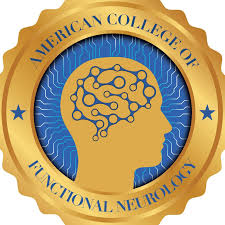 AMERICAN COLLEGE OF
FUNCTIONAL NEUROLOGY